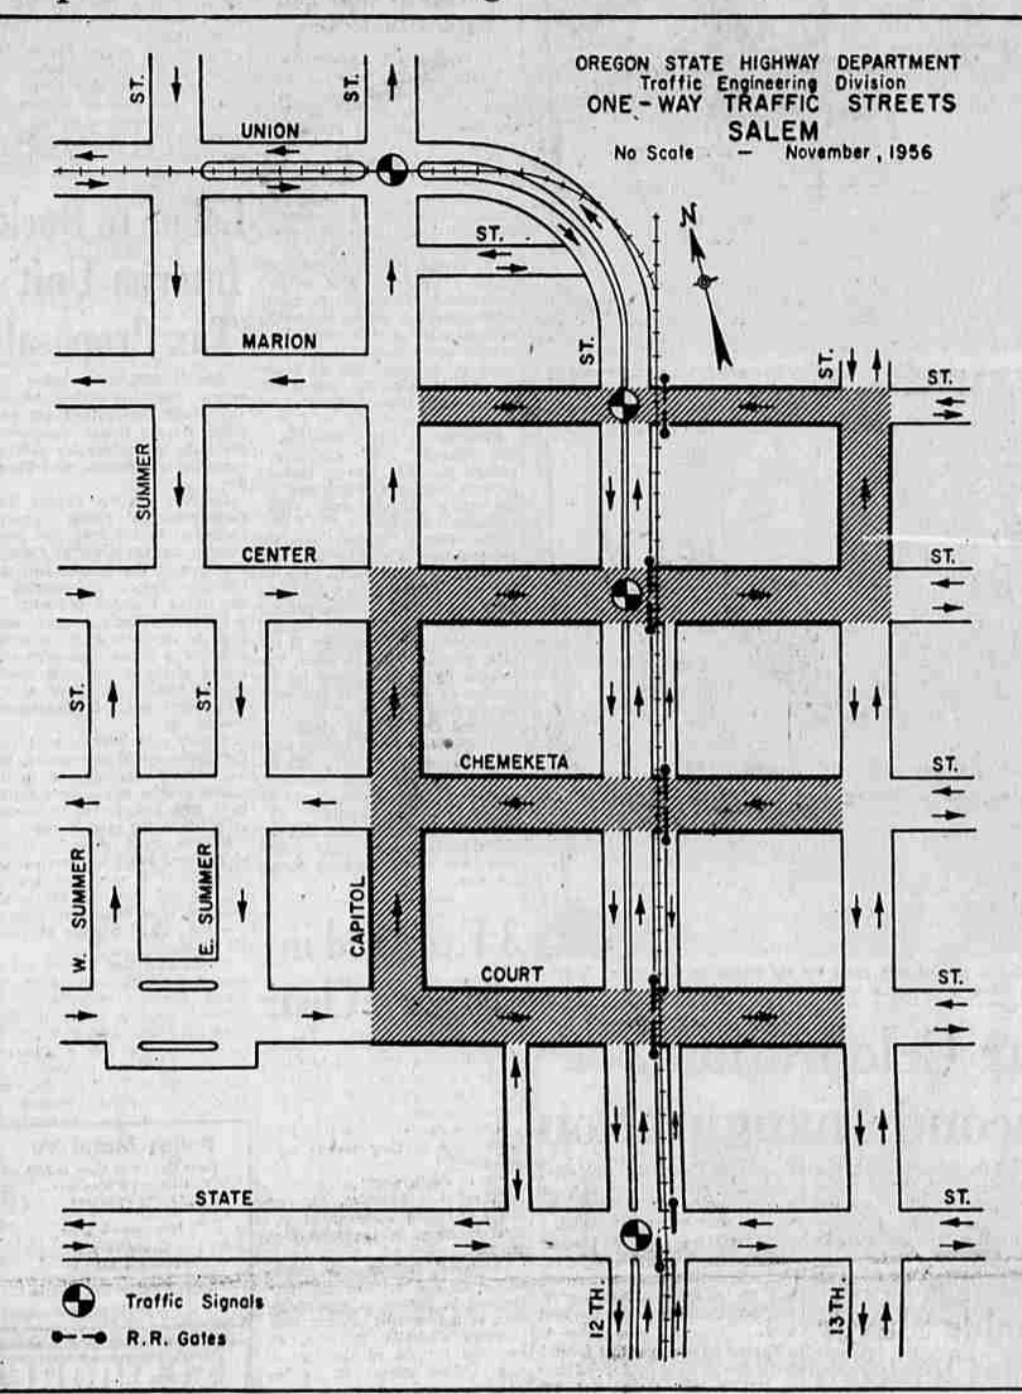 OREGON STATE HIGHWAY DEPARTMENT
Traffic Engineering Division
ONE-WAY TRAFFIC STREETS
SALEM
No Scale — November, 1956
ST.
ST.
UNION
N
ST.
MARION
ST.
ST.
ST.
SUMMER
CENTER
ST.
ST.
ST.
CHEMEKETA
ST.
W. SUMMER
E. SUMMER
CAPITOL
COURT
ST.
STATE
ST.
12 TH.
13 TH.
Traffic Signals
R.R. Gates